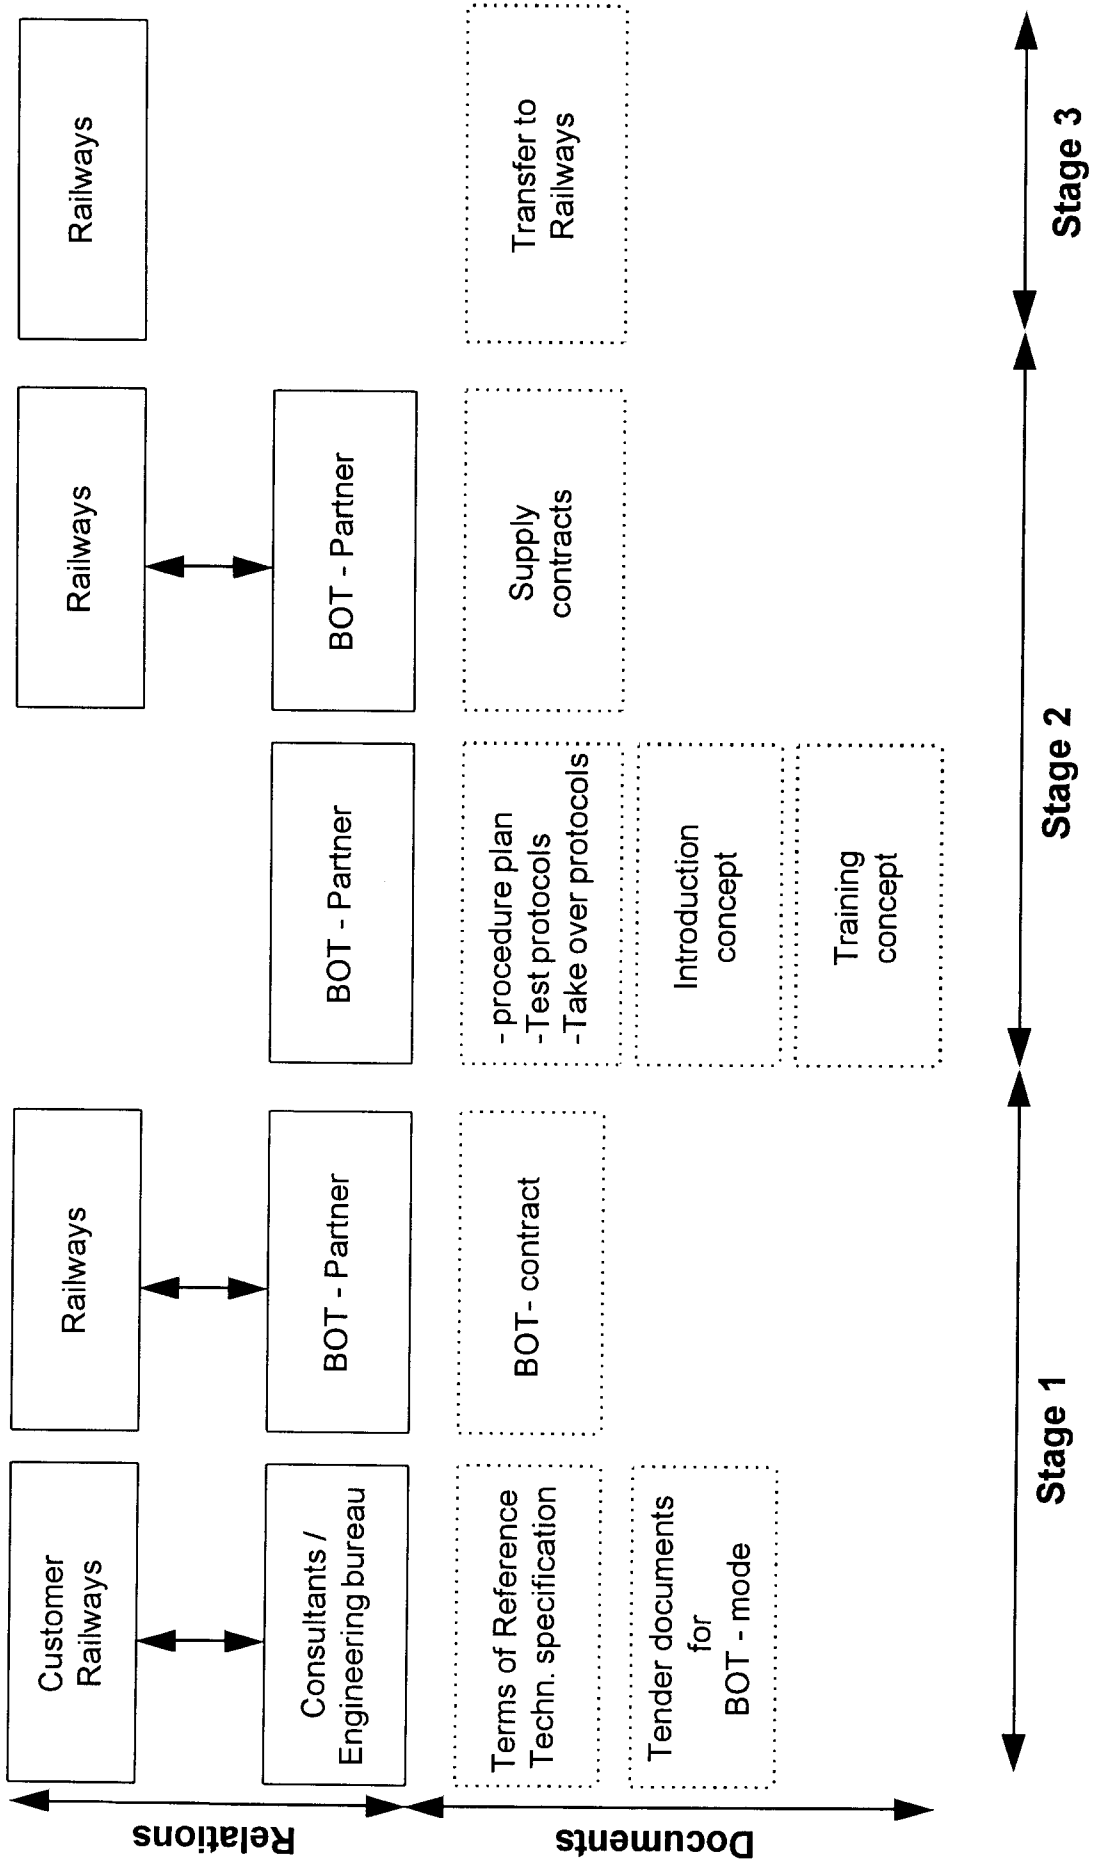 Relations
Documents
Customer
Railways
Consultants /
Engineering bureau
Terms of Reference
Techn. specification
Tender documents
for
BOT - mode
Railways
BOT - Partner
BOT- contract
BOT - Partner
- procedure plan
-Test protocols
-Take over protocols
Introduction
concept
Training
concept
Railways
BOT - Partner
Supply
contracts
Railways
Transfer to
Railways
Stage 1
Stage 2
Stage 3